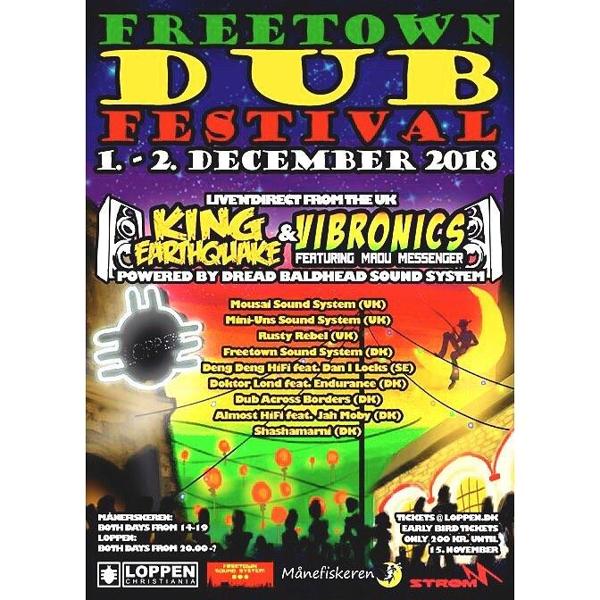 FREETOWN
DUB
FESTIVAL
1. - 2. DECEMBER 2018
LIVE'N'DIRECT FROM THE UK
KING EARTHQUAKE & VIBRONICS
FEATURING MADU MESSENGER
POWERED BY DREAD BALDHEAD SOUND SYSTEM
LOPPEN
Mousai Sound System (UK)
Mini-Uns Sound System (UK)
Rusty Rebel (UK)
Freetown Sound System (DK)
Deng Deng HiFi feat. Dan I Locks (SE)
Doktor Lond feat. Endurance (DK)
Dub Across Borders (DK)
Almost HiFi feat. Jah Moby (DK)
Shashamarni (DK)
MÅNEFISKEREN:
BOTH DAYS FROM 14-19
LOPPEN:
BOTH DAYS FROM 20.00 -?
TICKETS @ LOPPEN.DK
EARLY BIRD TICKETS
ONLY 200 KR. UNTIL
15. NOVEMBER
LOPPEN
CHRISTIANIA
FREETOWN
SOUND SYSTEM
Månefiskeren
STRØM